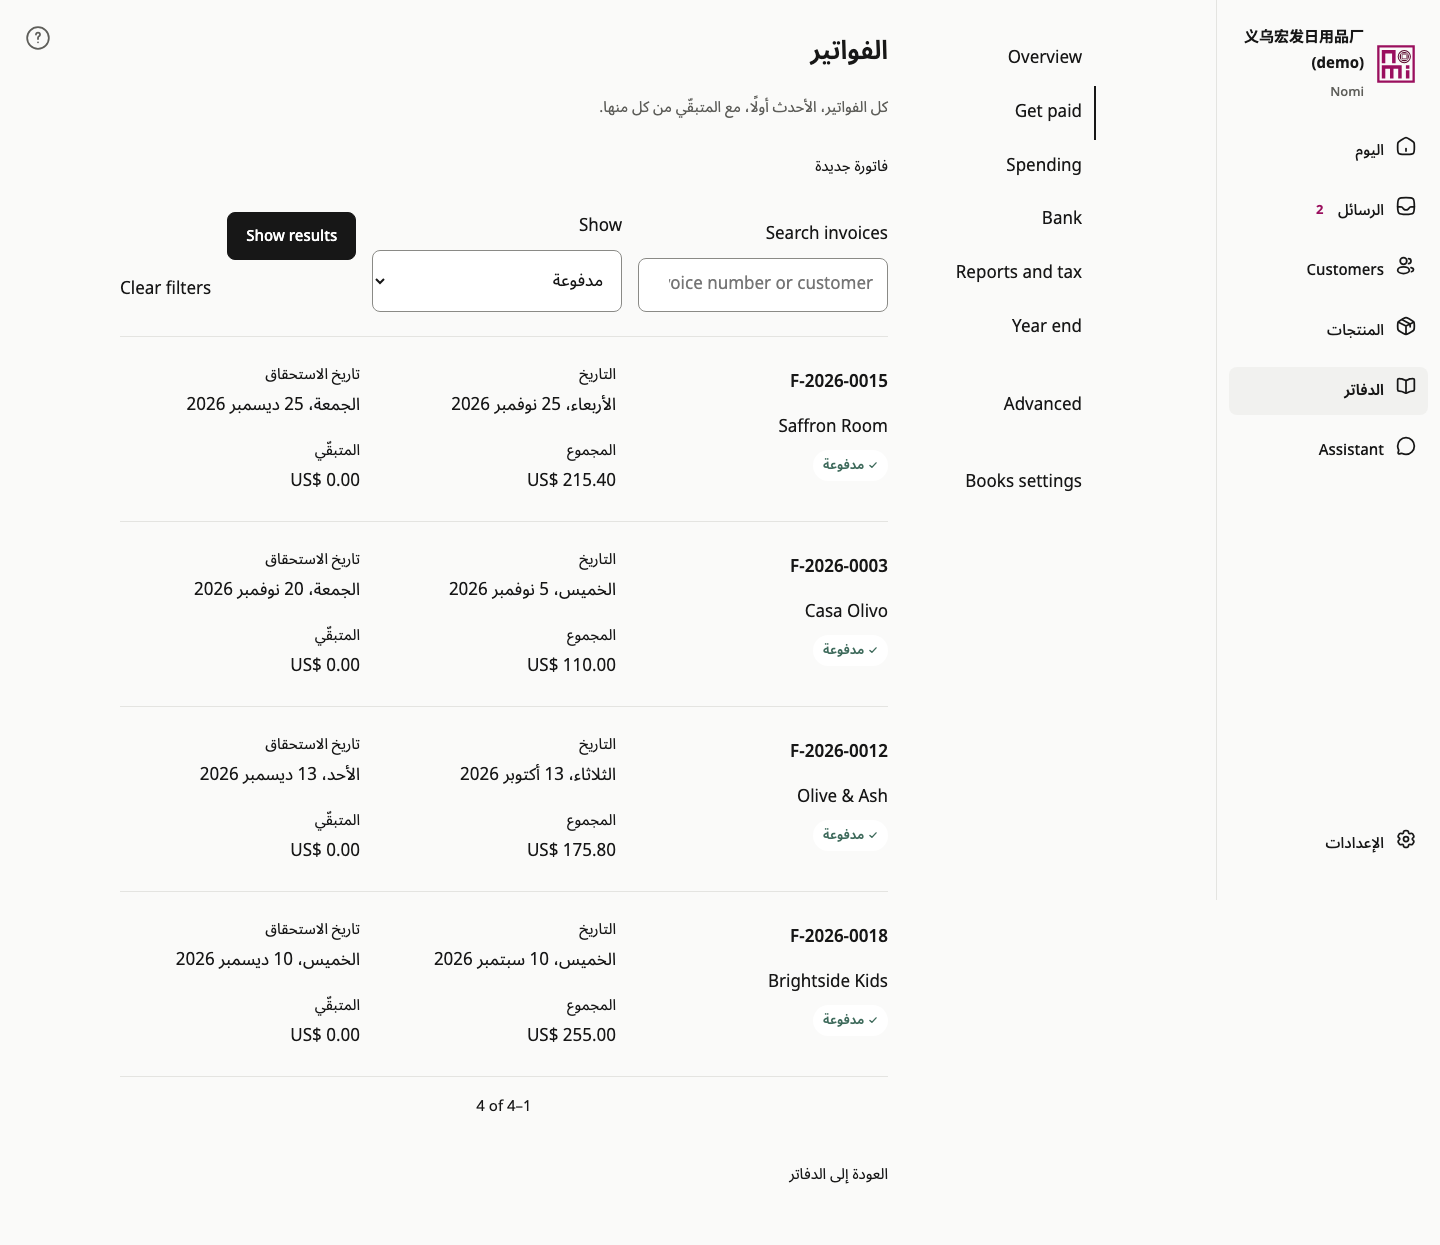 义乌宏发日用品厂
(demo)
Nomi
اليوم
الرسائل 2
Customers
المنتجات
الدفاتر
Assistant
الإعدادات
Overview
Get paid
Spending
Bank
Reports and tax
Year end
Advanced
Books settings
الفواتير
كل الفواتير، الأحدث أولًا، مع المتبقّي من كل منها.
فاتورة جديدة
Search invoices
number or customer
Show
مدفوعة
Show results
Clear filters
F-2026-0015
Saffron Room
مدفوعة
التاريخ
الأربعاء، 25 نوفمبر 2026
المجموع
US$ 215.40
تاريخ الاستحقاق
الجمعة، 25 ديسمبر 2026
المتبقّي
US$ 0.00
F-2026-0003
Casa Olivo
مدفوعة
التاريخ
الخميس، 5 نوفمبر 2026
المجموع
US$ 110.00
تاريخ الاستحقاق
الجمعة، 20 نوفمبر 2026
المتبقّي
US$ 0.00
F-2026-0012
Olive & Ash
مدفوعة
التاريخ
الثلاثاء، 13 أكتوبر 2026
المجموع
US$ 175.80
تاريخ الاستحقاق
الأحد، 13 ديسمبر 2026
المتبقّي
US$ 0.00
F-2026-0018
Brightside Kids
مدفوعة
التاريخ
الخميس، 10 سبتمبر 2026
المجموع
US$ 255.00
تاريخ الاستحقاق
الخميس، 10 ديسمبر 2026
المتبقّي
US$ 0.00
4 of 4–1
العودة إلى الدفاتر